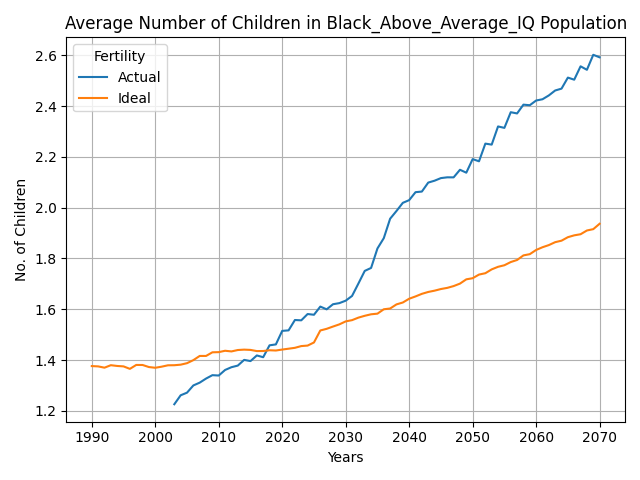 Average Number of Children in Black_Above_Average_IQ Population
Fertility
Actual
Ideal
No. of Children
2.6
2.4
2.2
2.0
1.8
1.6
1.4
1.2
1990 2000 2010 2020 2030 2040 2050 2060 2070
Years